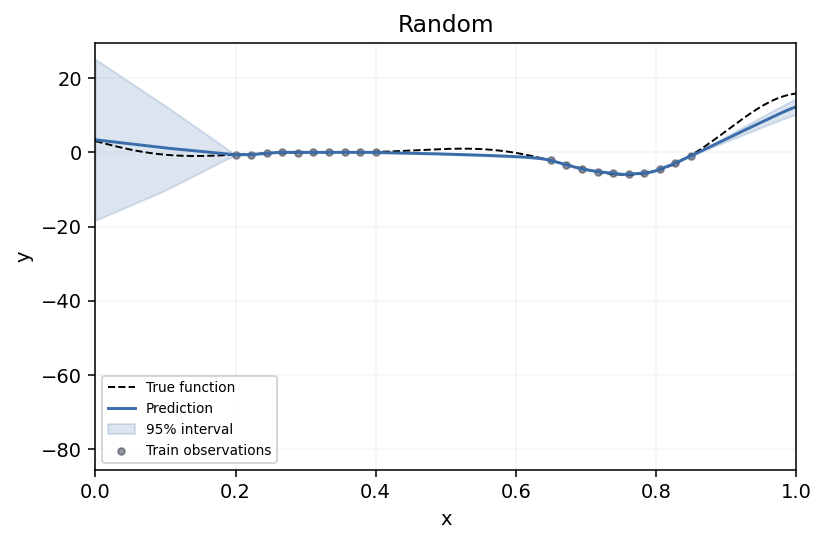 Random
20
0
−20
−40
−60
−80
y
True function
Prediction
95% interval
Train observations
0.0 0.2 0.4 0.6 0.8 1.0
x